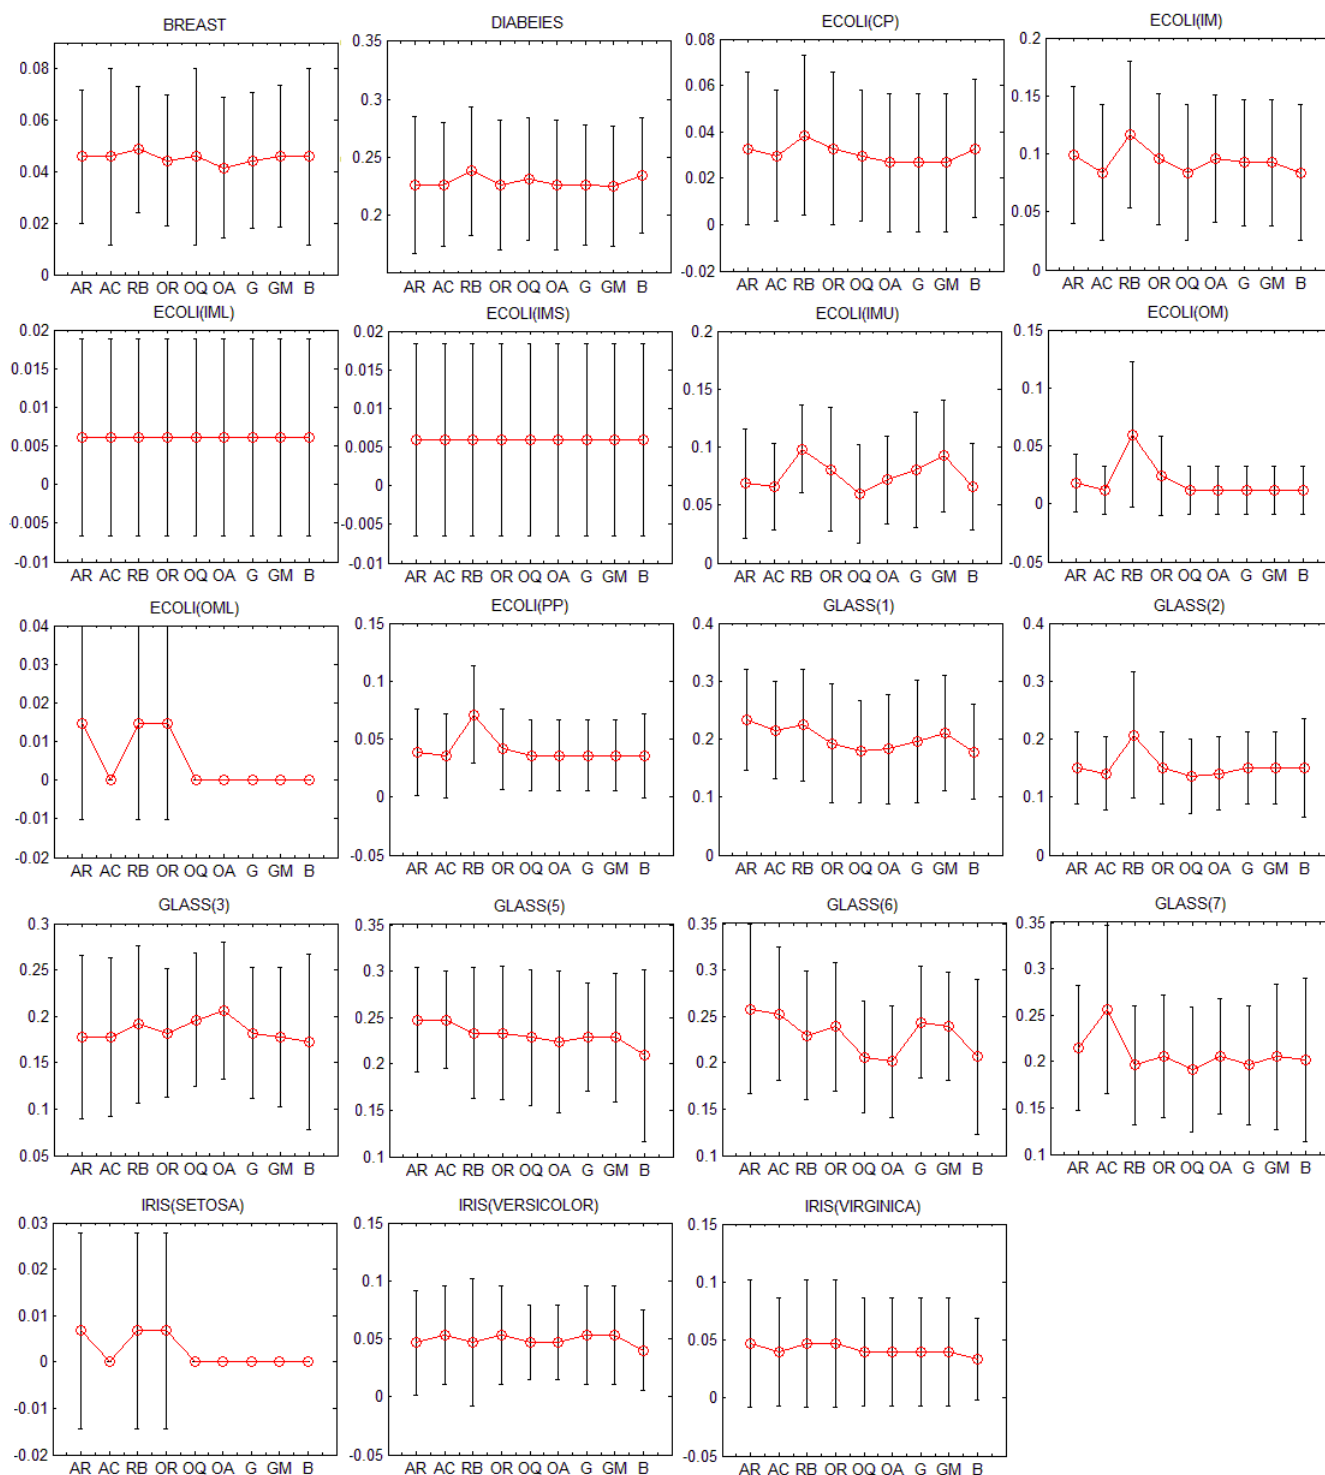 BREAST
DIABEIES
ECOLI(CP)
ECOLI(IM)
0.08
0.06
0.04
0.02
0
AR AC RB OR OQ OA G GM B
0.35
0.3
0.25
0.2
AR AC RB OR OQ OA G GM B
0.08
0.06
0.04
0.02
0
-0.02
AR AC RB OR OQ OA G GM B
0.2
0.15
0.1
0.05
0
AR AC RB OR OQ OA G GM B
ECOLI(IML)
ECOLI(IMS)
ECOLI(IMU)
ECOLI(OM)
0.02
0.015
0.01
0.005
0
-0.005
-0.01
AR AC RB OR OQ OA G GM B
0.02
0.015
0.01
0.005
0
-0.005
-0.01
AR AC RB OR OQ OA G GM B
0.2
0.15
0.1
0.05
0
AR AC RB OR OQ OA G GM B
0.15
0.1
0.05
0
-0.05
AR AC RB OR OQ OA G GM B
ECOLI(OML)
ECOLI(PP)
GLASS(1)
GLASS(2)
0.04
0.03
0.02
0.01
0
-0.01
-0.02
AR AC RB OR OQ OA G GM B
0.15
0.1
0.05
0
-0.05
AR AC RB OR OQ OA G GM B
0.4
0.3
0.2
0.1
0
AR AC RB OR OQ OA G GM B
0.4
0.3
0.2
0.1
0
AR AC RB OR OQ OA G GM B
GLASS(3)
GLASS(5)
GLASS(6)
GLASS(7)
0.3
0.25
0.2
0.15
0.1
0.05
AR AC RB OR OQ OA G GM B
0.35
0.3
0.25
0.2
0.15
0.1
AR AC RB OR OQ OA G GM B
0.35
0.3
0.25
0.2
0.15
0.1
AR AC RB OR OQ OA G GM B
0.35
0.3
0.25
0.2
0.15
0.1
AR AC RB OR OQ OA G GM B
IRIS(SETOSA)
IRIS(VERSICOLOR)
IRIS(VIRGINICA)
0.03
0.02
0.01
0
-0.01
-0.02
AR AC RB OR OQ OA G GM B
0.15
0.1
0.05
0
-0.05
AR AC RB OR OQ OA G GM B
0.15
0.1
0.05
0
-0.05
AR AC RB OR OQ OA G GM B